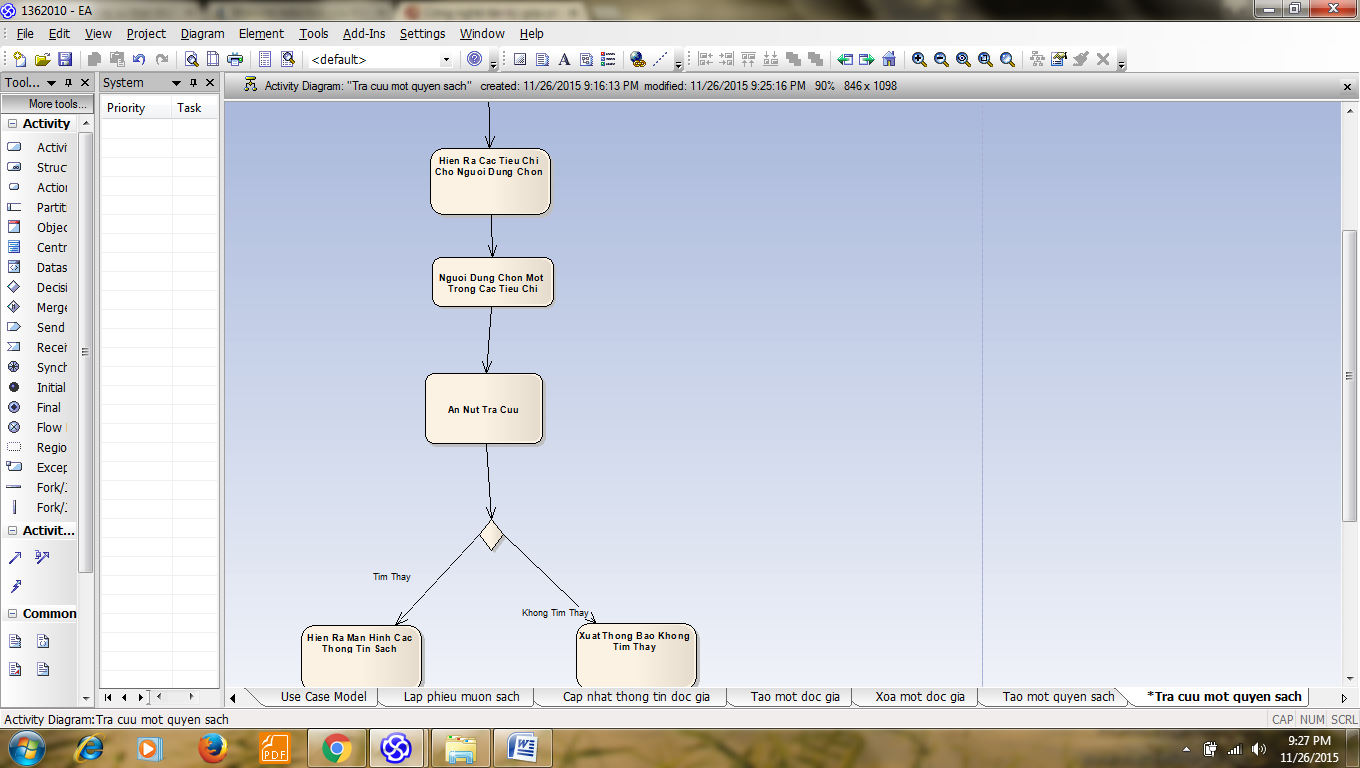 1362010 - EA
File Edit View Project Diagram Element Tools Add-Ins Settings Window Help
<default>
Tool...
System
More tools...
Priority Task
Activity Diagram: "Tra cuu mot quyen sach" created: 11/26/2015 9:16:13 PM modified: 11/26/2015 9:25:16 PM 90% 846 x 1098
Activity
Activi
Struc
Action
Partiti
Objec
Centr
Datas
Decisi
Merge
Send
Recei
Synch
Initial
Final
Flow
Regio
Excep
Fork/J
Fork/J
Activit...
Common
Hien Ra Cac Tieu Chi
Cho Nguoi Dung Chon
Nguoi Dung Chon Mot
Trong Cac Tieu Chi
An Nut Tra Cuu
Tim Thay
Khong Tim Thay
Hien Ra Man Hinh Cac
Thong Tin Sach
Xuat Thong Bao Khong
Tim Thay
Use Case Model Lap phieu muon sach Cap nhat thong tin doc gia Tao mot doc gia Xoa mot doc gia Tao mot quyen sach *Tra cuu mot quyen sach
Activity Diagram:Tra cuu mot quyen sach
CAP NUM SCRL
PDF
9:27 PM
11/26/2015